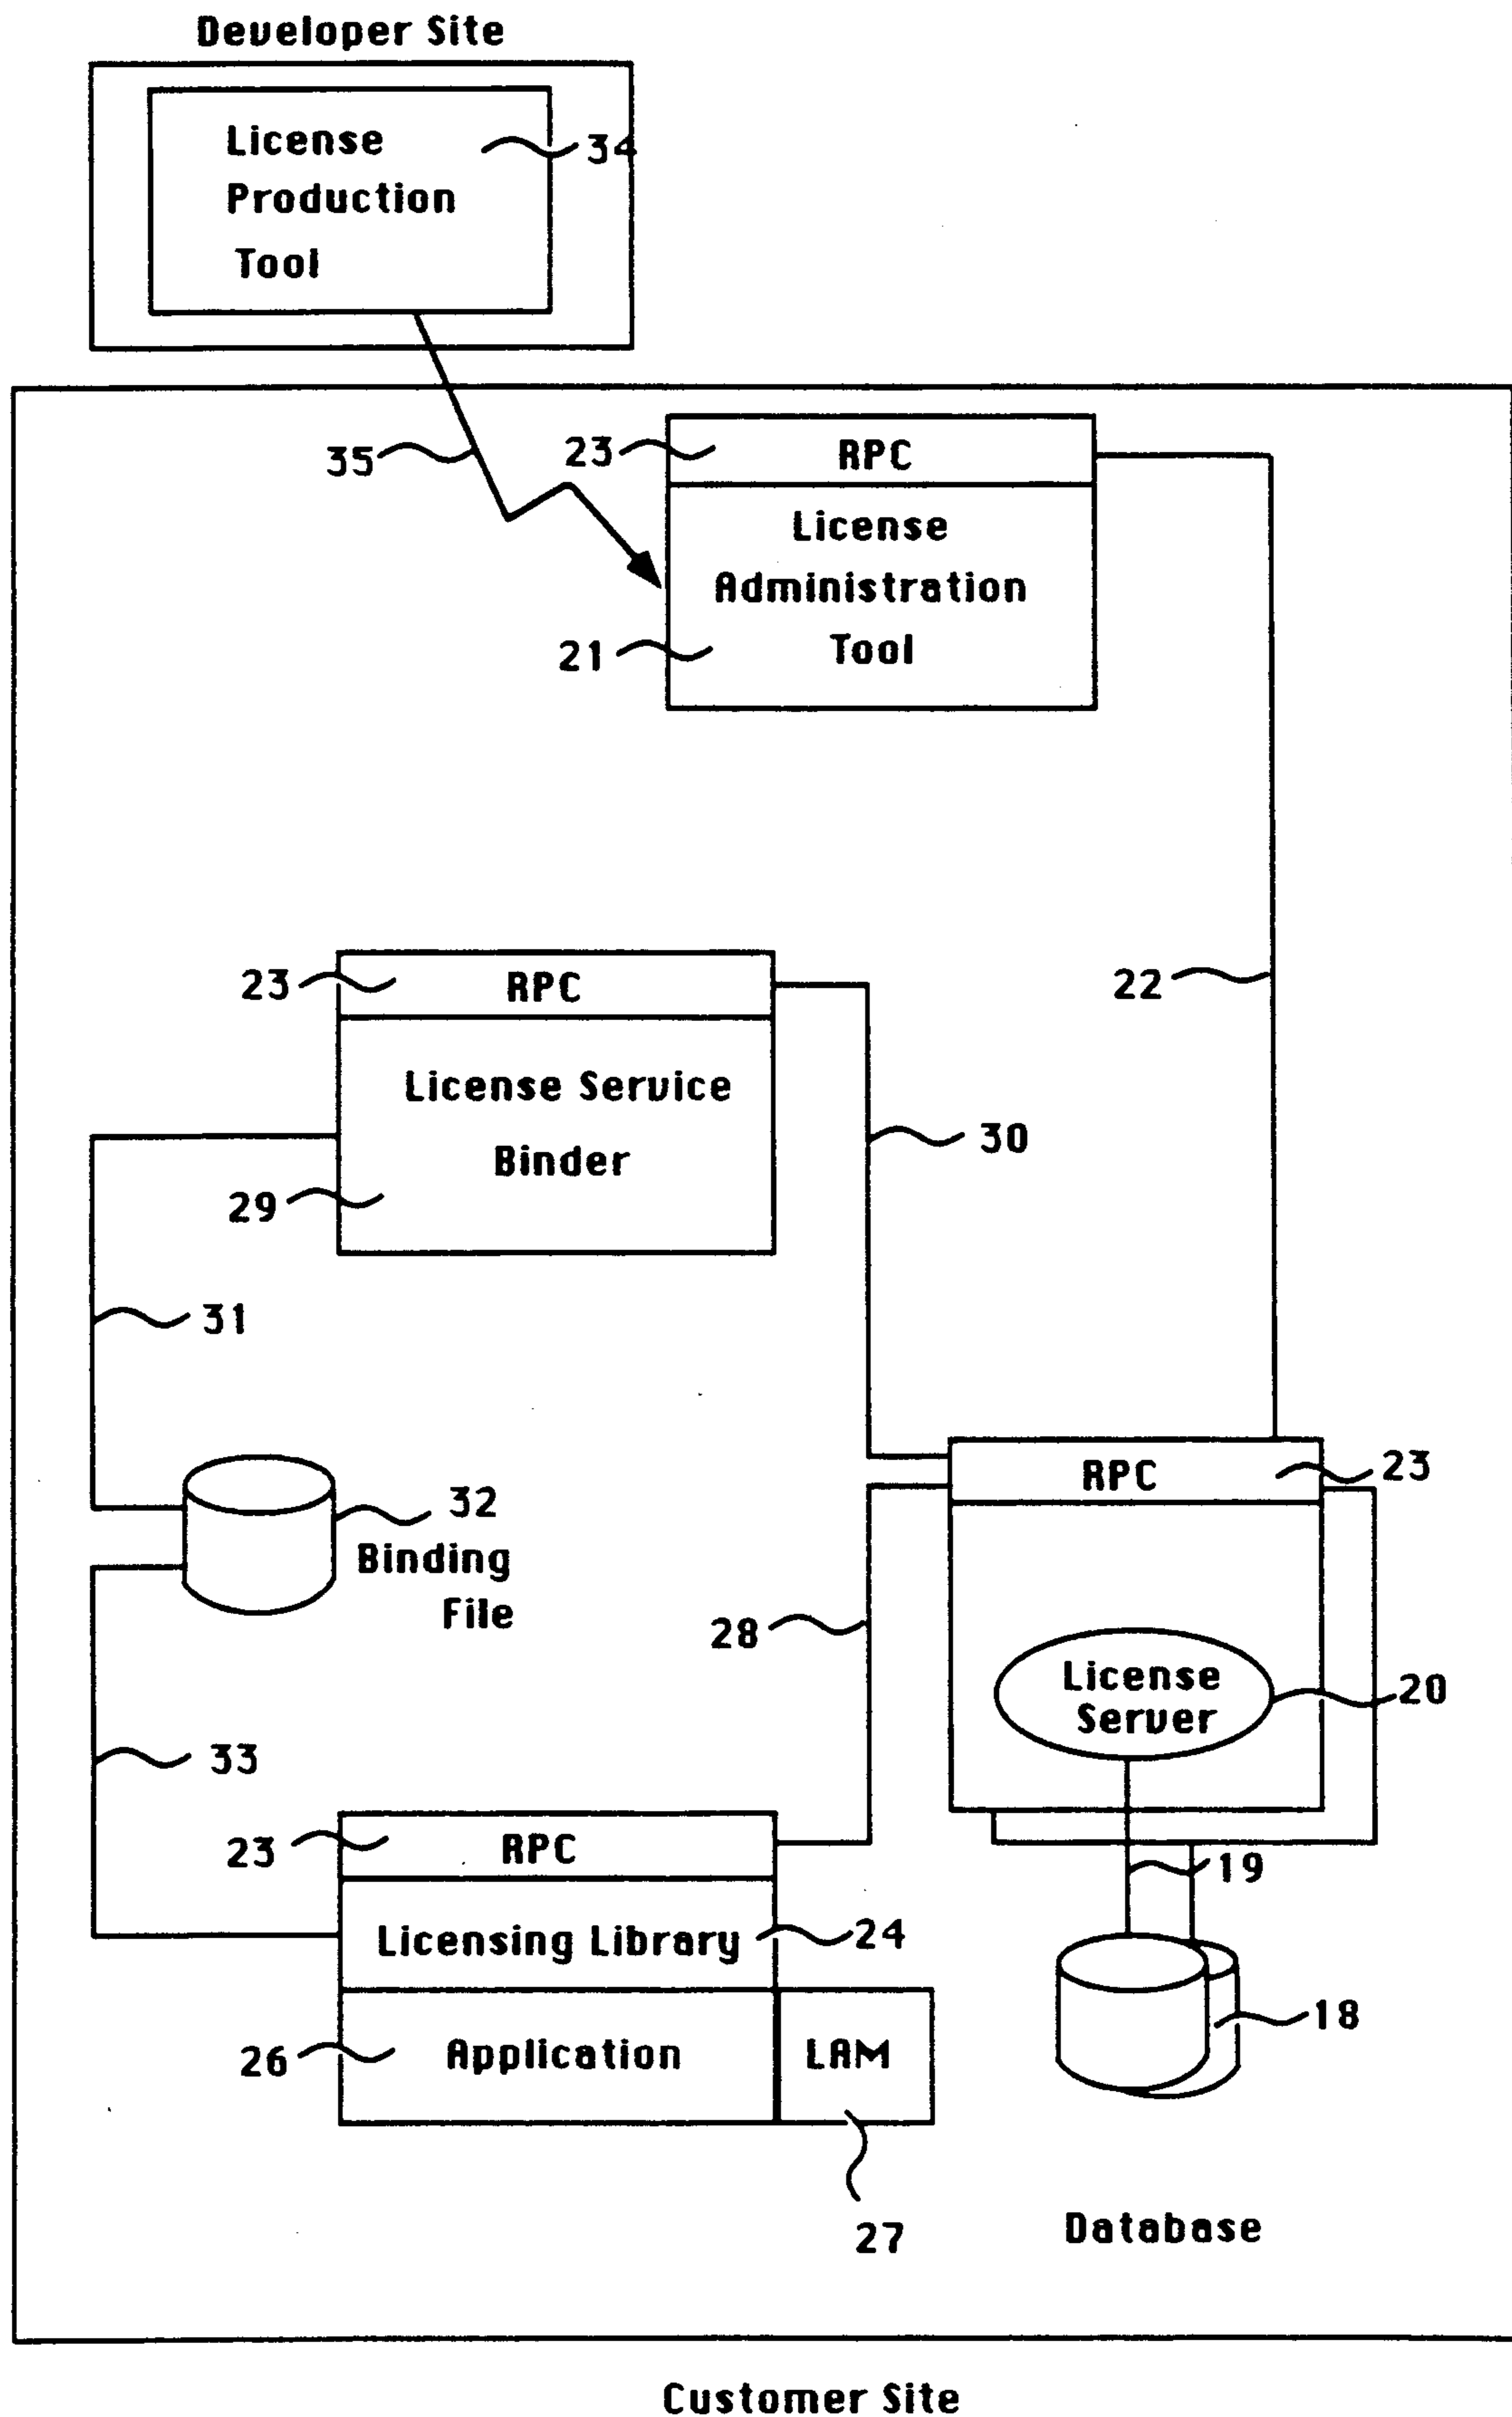 Developer Site
License
Production
Tool
34
35
23
RPC
License
Administration
Tool
21
22
23
RPC
License Service
Binder
29
30
31
32
Binding
File
RPC
23
28
License
Server
20
33
23
RPC
19
Licensing Library
24
18
26
Application
LAM
27
Database
Customer Site